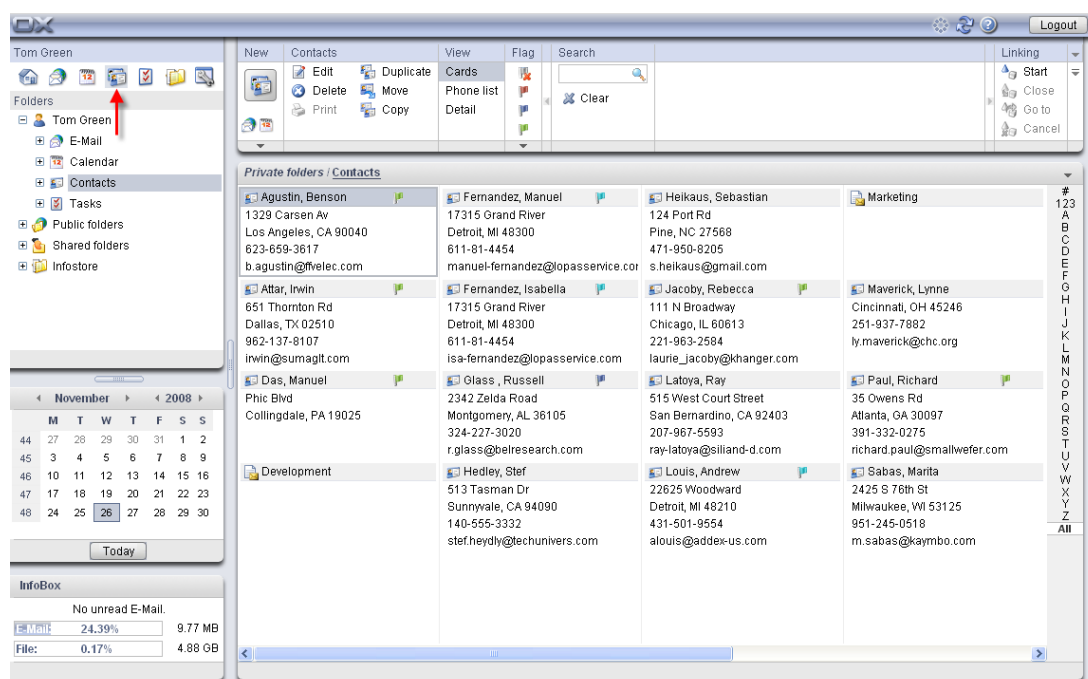 OX
Logout
Tom Green
Folders
Tom Green
E-Mail
12 Calendar
Contacts
Tasks
Public folders
Shared folders
Infostore
November 2008
M T W T F S S
44 27 28 29 30 31 1 2
45 3 4 5 6 7 8 9
46 10 11 12 13 14 15 16
47 17 18 19 20 21 22 23
48 24 25 26 27 28 29 30
Today
InfoBox
No unread E-Mail.
E-Mail: 24.39% 9.77 MB
File: 0.17% 4.88 GB
New
Contacts
Edit Duplicate
Delete Move
Print Copy
View
Cards
Phone list
Detail
Flag
Search
Clear
Linking
Start
Close
Go to
Cancel
Private folders / Contacts
Agustin, Benson
1329 Carsen Av
Los Angeles, CA 90040
623-659-3617
b.agustin@ffvelec.com
Attar, Irwin
651 Thornton Rd
Dallas, TX 02510
962-137-8107
irwin@sumaglt.com
Das, Manuel
Phic Blvd
Collingdale, PA 19025
Development
Fernandez, Manuel
17315 Grand River
Detroit, MI 48300
611-81-4454
manuel-fernandez@lopasservice.cor
Fernandez, Isabella
17315 Grand River
Detroit, MI 48300
611-81-4454
isa-fernandez@lopasservice.com
Glass , Russell
2342 Zelda Road
Montgomery, AL 36105
324-227-3020
r.glass@belresearch.com
Hedley, Stef
513 Tasman Dr
Sunnyvale, CA 94090
140-555-3332
stef.heydly@techunivers.com
Heikaus, Sebastian
124 Port Rd
Pine, NC 27568
471-950-8205
s.heikaus@gmail.com
Jacoby, Rebecca
111 N Broadway
Chicago, IL 60613
221-963-2584
laurie_jacoby@khanger.com
Latoya, Ray
515 West Court Street
San Bernardino, CA 92403
207-967-5593
ray-latoya@siliand-d.com
Louis, Andrew
22625 Woodward
Detroit, MI 48210
431-501-9554
alouis@addex-us.com
Marketing
Maverick, Lynne
Cincinnati, OH 45246
251-937-7882
ly.maverick@chc.org
Paul, Richard
35 Owens Rd
Atlanta, GA 30097
391-332-0275
richard.paul@smallwefer.com
Sabas, Marita
2425 S 76th St
Milwaukee, WI 53125
951-245-0518
m.sabas@kaymbo.com
#
123
A
B
C
D
E
F
G
H
I
J
K
L
M
N
O
P
Q
R
S
T
U
V
W
X
Y
Z
All